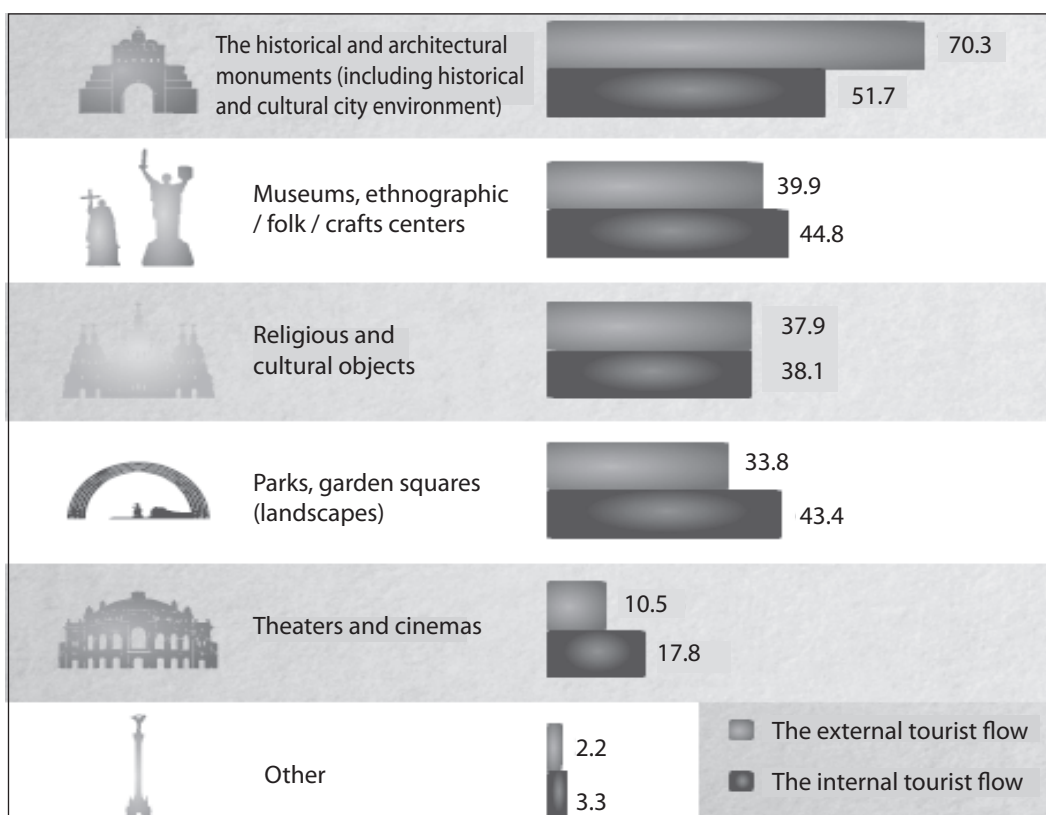 The historical and architectural
monuments (including historical
and cultural city environment)
70.3
51.7
Museums, ethnographic
/ folk / crafts centers
39.9
44.8
Religious and
cultural objects
37.9
38.1
Parks, garden squares
(landscapes)
33.8
43.4
Theaters and cinemas
10.5
17.8
Other
2.2
3.3
The external tourist flow
The internal tourist flow